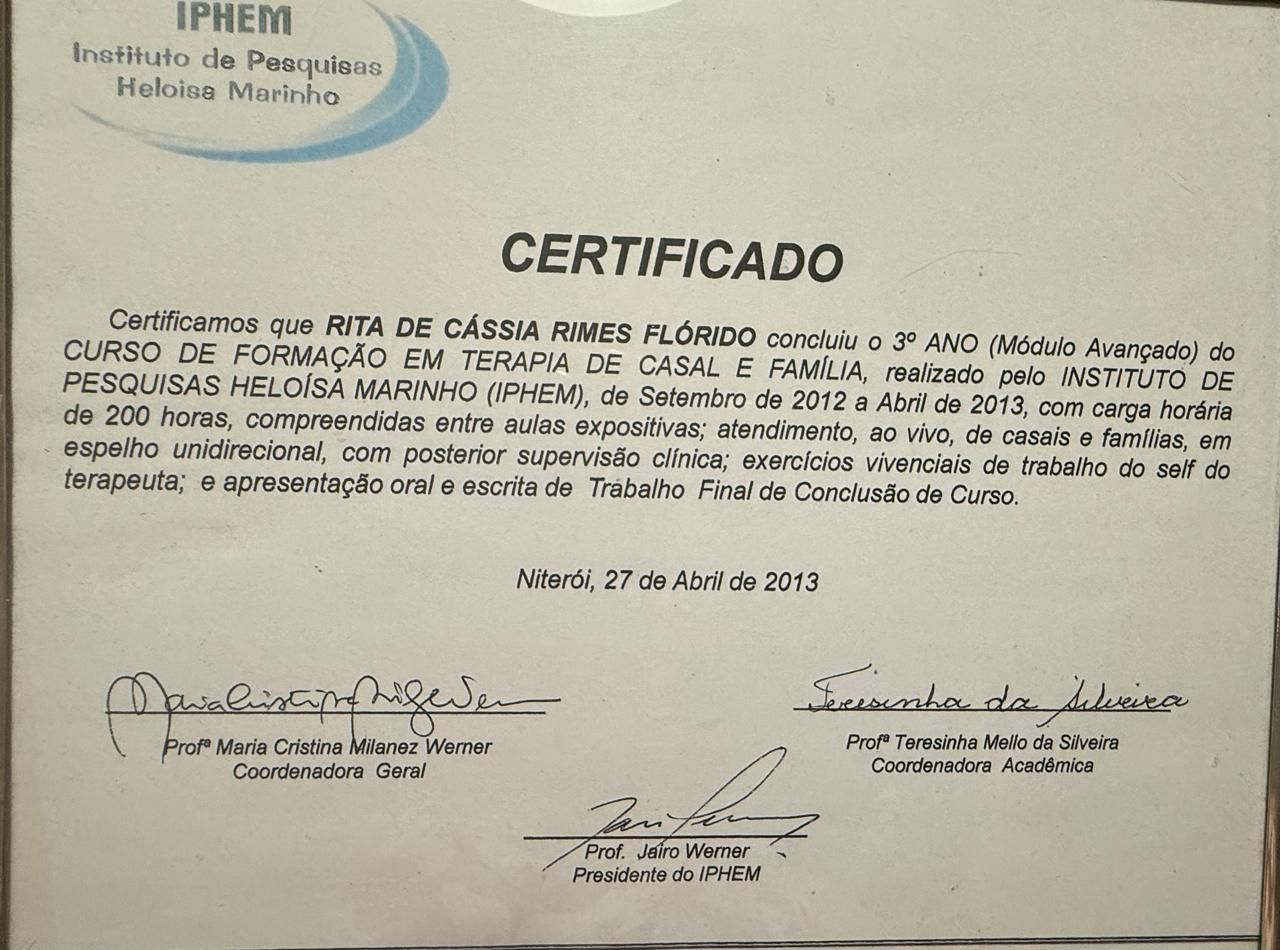 IPHEM
Instituto de Pesquisas
Heloisa Marinho
CERTIFICADO
Certificamos que RITA DE CÁSSIA RIMES FLÓRIDO concluiu o 3º ANO (Módulo Avançado) do
CURSO DE FORMAÇÃO EM TERAPIA DE CASAL E FAMÍLIA, realizado pelo INSTITUTO DE
PESQUISAS HELOÍSA MARINHO (IPHEM), de Setembro de 2012 a Abril de 2013, com carga horária
de 200 horas, compreendidas entre aulas expositivas; atendimento, ao vivo, de casais e famílias, em
espelho unidirecional, com posterior supervisão clínica; exercícios vivenciais de trabalho do self do
terapeuta; e apresentação oral e escrita de Trabalho Final de Conclusão de Curso.
Niterói, 27 de Abril de 2013
Teresinha da Silveira
Profª Maria Cristina Milanez Werner
Coordenadora Geral
Profª Teresinha Mello da Silveira
Coordenadora Acadêmica
Prof. Jairo Werner
Presidente do IPHEM